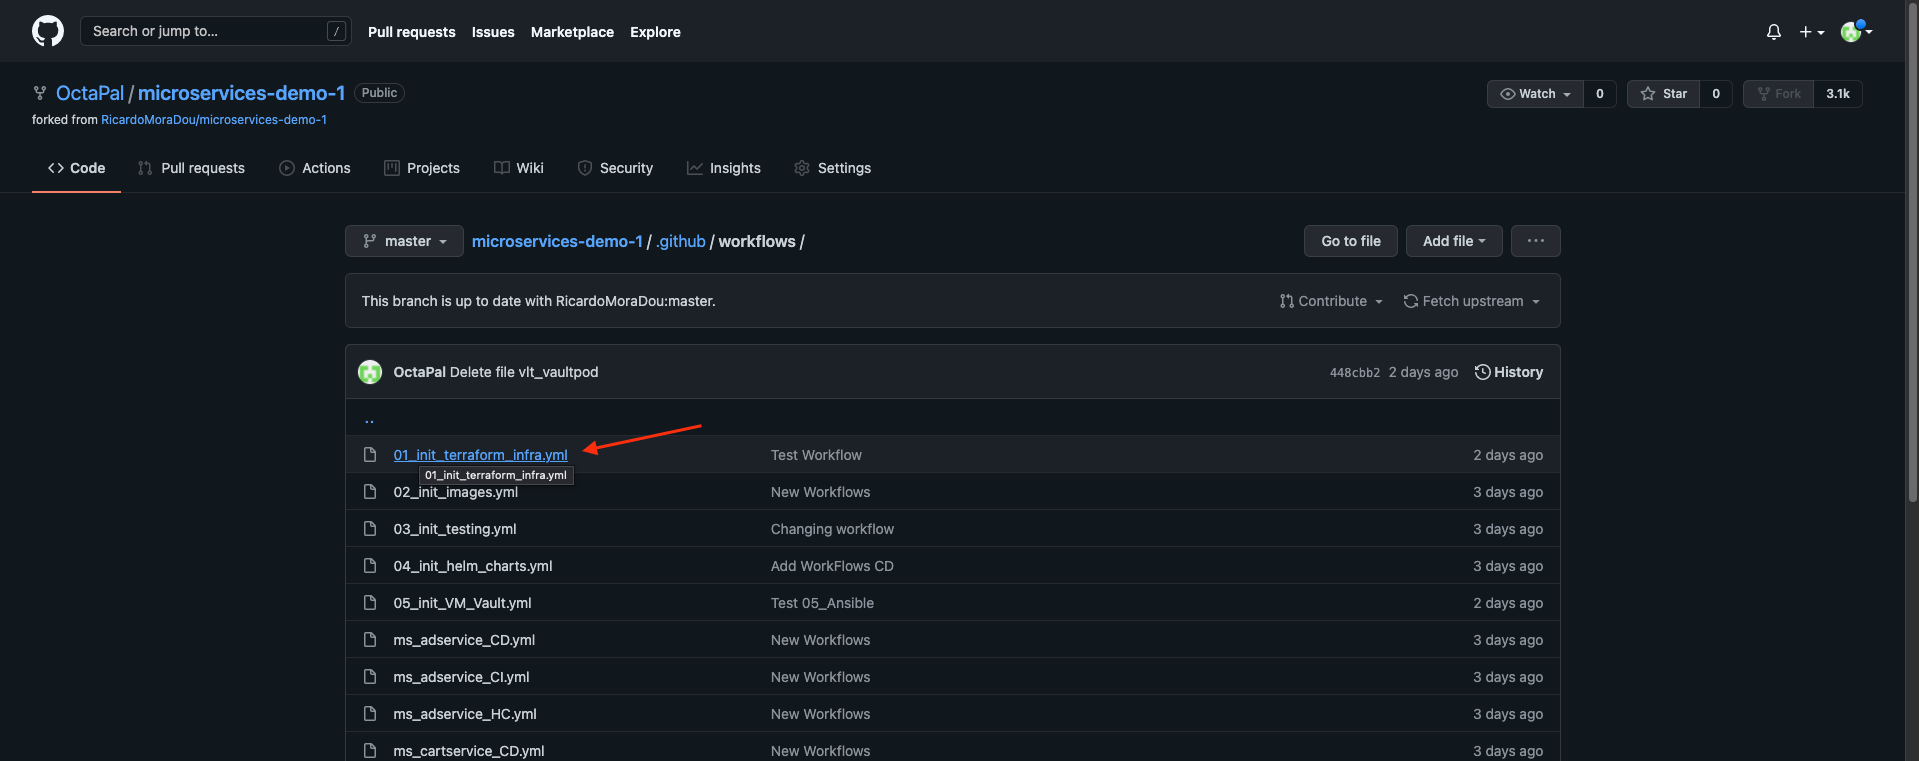 Search or jump to... /
Pull requests Issues Marketplace Explore
OctaPal / microservices-demo-1 Public
Watch 0 Star 0 Fork 3.1k
forked from RicardoMoraDou/microservices-demo-1
Code Pull requests Actions Projects Wiki Security Insights Settings
master microservices-demo-1 / .github / workflows / Go to file Add file ...
This branch is up to date with RicardoMoraDou:master. Contribute Fetch upstream
OctaPal Delete file vlt_vaultpod 448cbb2 2 days ago History
..
01_init_terraform_infra.yml Test Workflow 2 days ago
01_init_terraform_infra.yml
02_init_images.yml New Workflows 3 days ago
03_init_testing.yml Changing workflow 3 days ago
04_init_helm_charts.yml Add WorkFlows CD 3 days ago
05_init_VM_Vault.yml Test 05_Ansible 2 days ago
ms_adservice_CD.yml New Workflows 3 days ago
ms_adservice_CI.yml New Workflows 3 days ago
ms_adservice_HC.yml New Workflows 3 days ago
ms_cartservice_CD.yml New Workflows 3 days ago